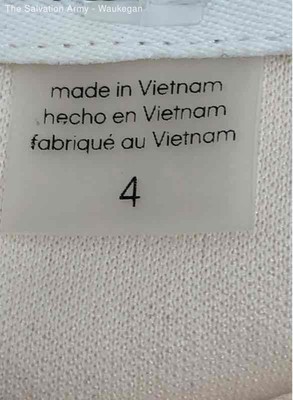 The Salvation Army - Waukegan
made in Vietnam
hecho en Vietnam
fabriqué au Vietnam
4